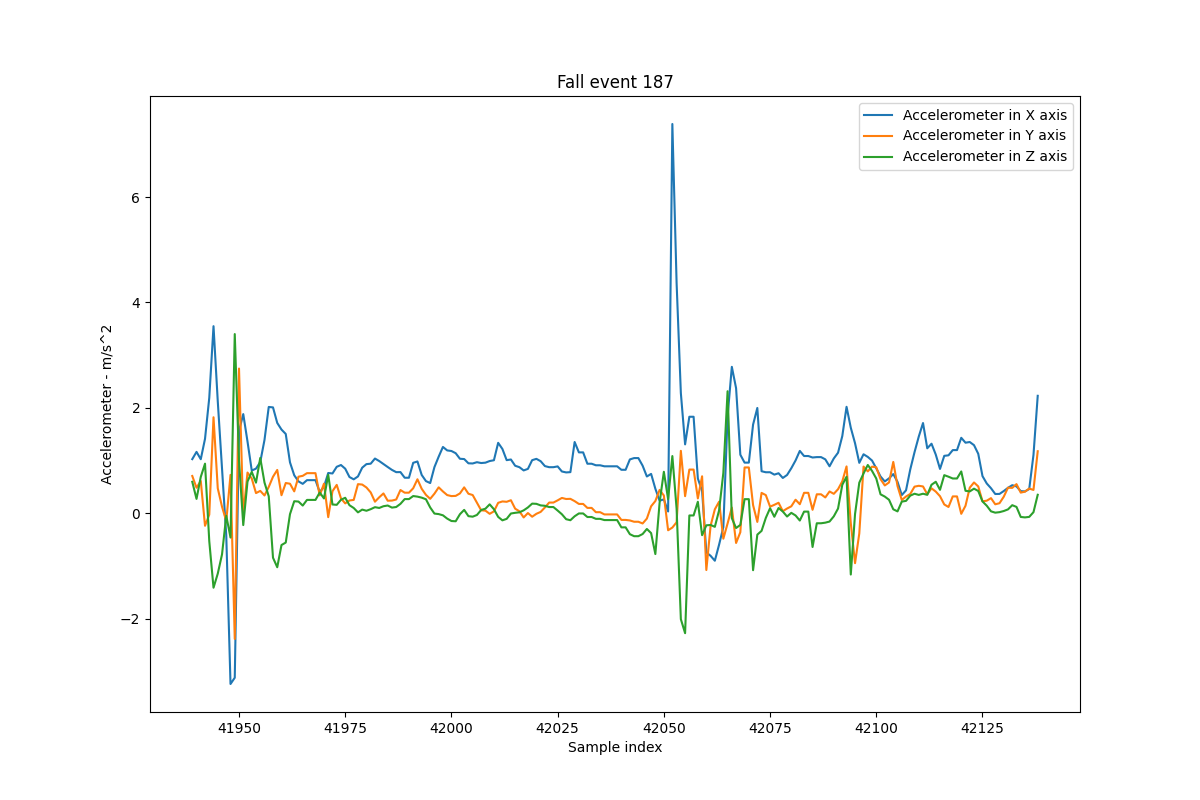 Fall event 187
Accelerometer in X axis
Accelerometer in Y axis
Accelerometer in Z axis
Accelerometer - m/s^2
6
4
2
0
−2
41950 41975 42000 42025 42050 42075 42100 42125
Sample index